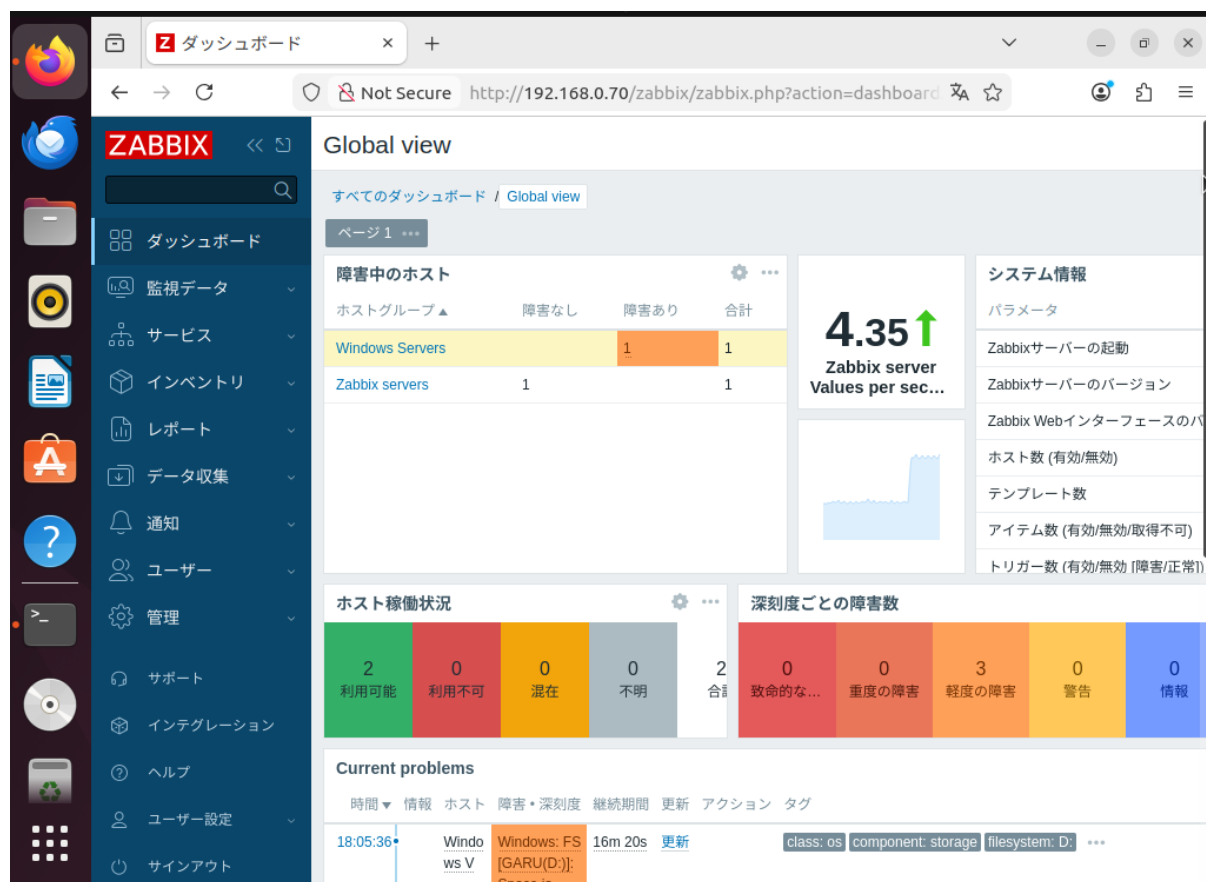 ダッシュボード
Not Secure http://192.168.0.70/zabbix/zabbix.php?action=dashboard
ZABBIX
ダッシュボード
監視データ
サービス
インベントリ
レポート
データ収集
通知
ユーザー
管理
サポート
インテグレーション
ヘルプ
ユーザー設定
サインアウト
Global view
すべてのダッシュボード / Global view
ページ 1
障害中のホスト
ホストグループ▲ 障害なし 障害あり 合計
Windows Servers 1 1
Zabbix servers 1 1
4.35
Zabbix server
Values per sec...
システム情報
パラメータ
Zabbixサーバーの起動
Zabbixサーバーのバージョン
Zabbix Webインターフェースのバ
ホスト数 (有効/無効)
テンプレート数
アイテム数 (有効/無効/取得不可)
トリガー数 (有効/無効 [障害/正常])
ホスト稼働状況
2 0 0 0 2
利用可能 利用不可 混在 不明 合計
深刻度ごとの障害数
0 0 3 0 0
致命的な... 重度の障害 軽度の障害 警告 情報
Current problems
時間▼ 情報 ホスト 障害・深刻度 継続期間 更新 アクション タグ
18:05:36 Windo Windows: FS 16m 20s 更新 class: os component: storage filesystem: D:
ws V [GARU(D:)]:
Space is